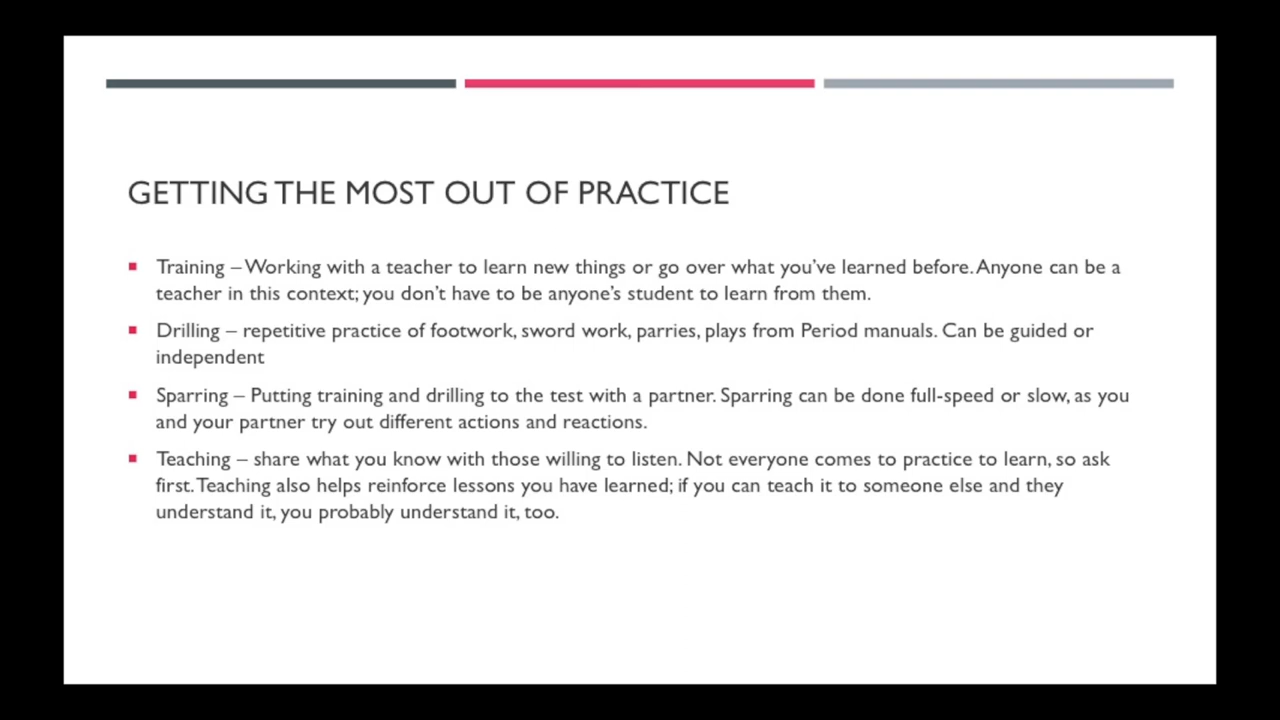 GETTING THE MOST OUT OF PRACTICE
Training – Working with a teacher to learn new things or go over what you’ve learned before. Anyone can be a
teacher in this context; you don’t have to be anyone’s student to learn from them.
Drilling – repetitive practice of footwork, sword work, parries, plays from Period manuals. Can be guided or
independent
Sparring – Putting training and drilling to the test with a partner. Sparring can be done full-speed or slow, as you
and your partner try out different actions and reactions.
Teaching – share what you know with those willing to listen. Not everyone comes to practice to learn, so ask
first. Teaching also helps reinforce lessons you have learned; if you can teach it to someone else and they
understand it, you probably understand it, too.